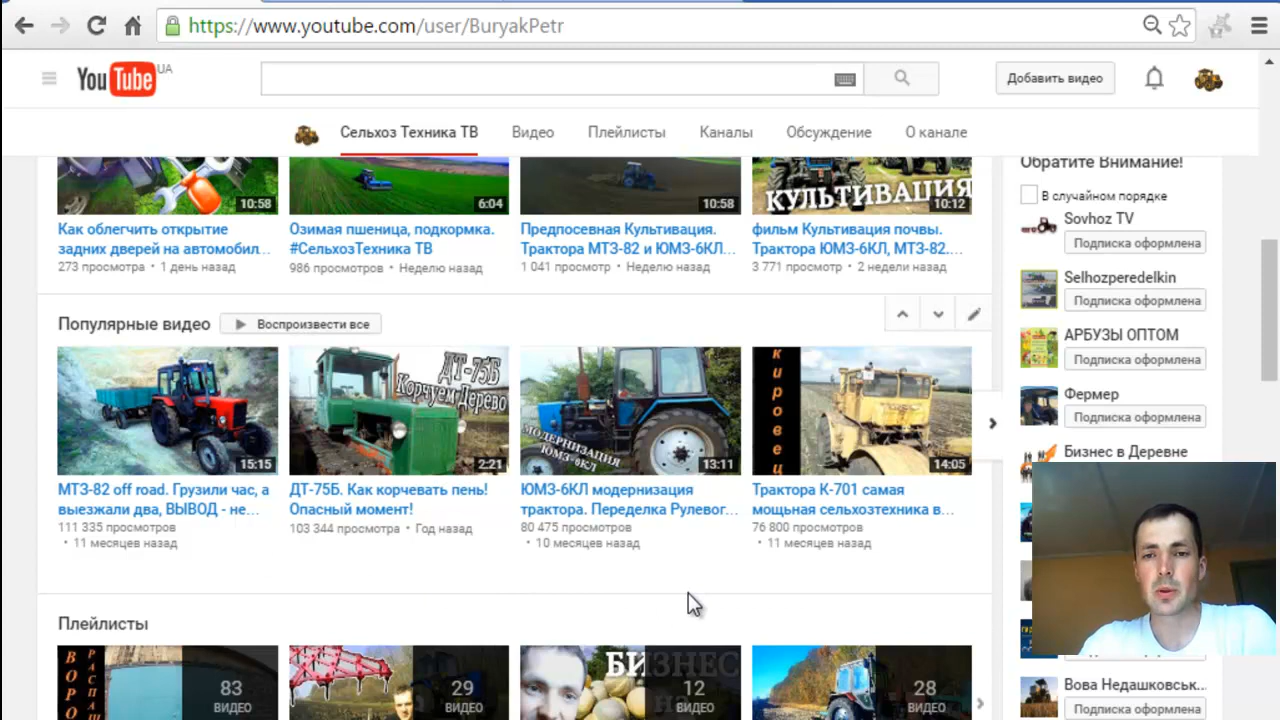 https://www.youtube.com/user/BuryakPetr
YouTube UA
Добавить видео
Сельхоз Техника ТВ
Видео
Плейлисты
Каналы
Обсуждение
О канале
10:58
6:04
10:58
КУЛЬТИВАЦИЯ
10:12
Как облегчить открытие
задних дверей на автомобил...
273 просмотра • 1 день назад
Озимая пшеница, подкормка.
#СельхозТехника ТВ
986 просмотров • Неделю назад
Предпосевная Культивация.
Трактора МТЗ-82 и ЮМЗ-6КЛ...
1 041 просмотр • Неделю назад
фильм Культивация почвы.
Трактора ЮМЗ-6КЛ, МТЗ-82....
3 771 просмотр • 2 недели назад
Популярные видео
Воспроизвести все
15:15
ДТ-75Б
Корчуем Дерево
2:21
МОДЕРНИЗАЦИЯ
ЮМЗ-6КЛ
13:11
кировец
14:05
МТЗ-82 off road. Грузили час, а
выезжали два, ВЫВОД - не...
111 335 просмотров
• 11 месяцев назад
ДТ-75Б. Как корчевать пень!
Опасный момент!
103 344 просмотра • Год назад
ЮМЗ-6КЛ модернизация
трактора. Переделка Рулевог...
80 475 просмотров
• 10 месяцев назад
Трактора К-701 самая
мощьная сельхозтехника в...
76 800 просмотров
• 11 месяцев назад
Плейлисты
83
ВИДЕО
29
ВИДЕО
БИЗНЕС
на
12
ВИДЕО
28
ВИДЕО
Обратите Внимание!
В случайном порядке
Sovhoz TV
Подписка оформлена
Selhozperedelkin
Подписка оформлена
АРБУЗЫ ОПТОМ
Подписка оформлена
Фермер
Подписка оформлена
Бизнес в Деревне
Вова Недашковськ...
Подписка оформлена